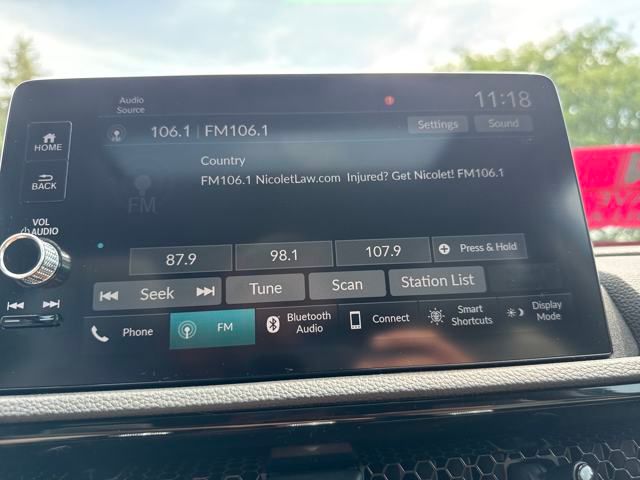 Audio
Source
11:18
106.1 | FM106.1
Settings
Sound
HOME
Country
FM106.1 NicoletLaw.com Injured? Get Nicolet! FM106.1
BACK
FM
VOL
AUDIO
87.9
98.1
107.9
Press & Hold
Seek
Tune
Scan
Station List
Phone
FM
Bluetooth
Audio
Connect
Smart
Shortcuts
Display
Mode